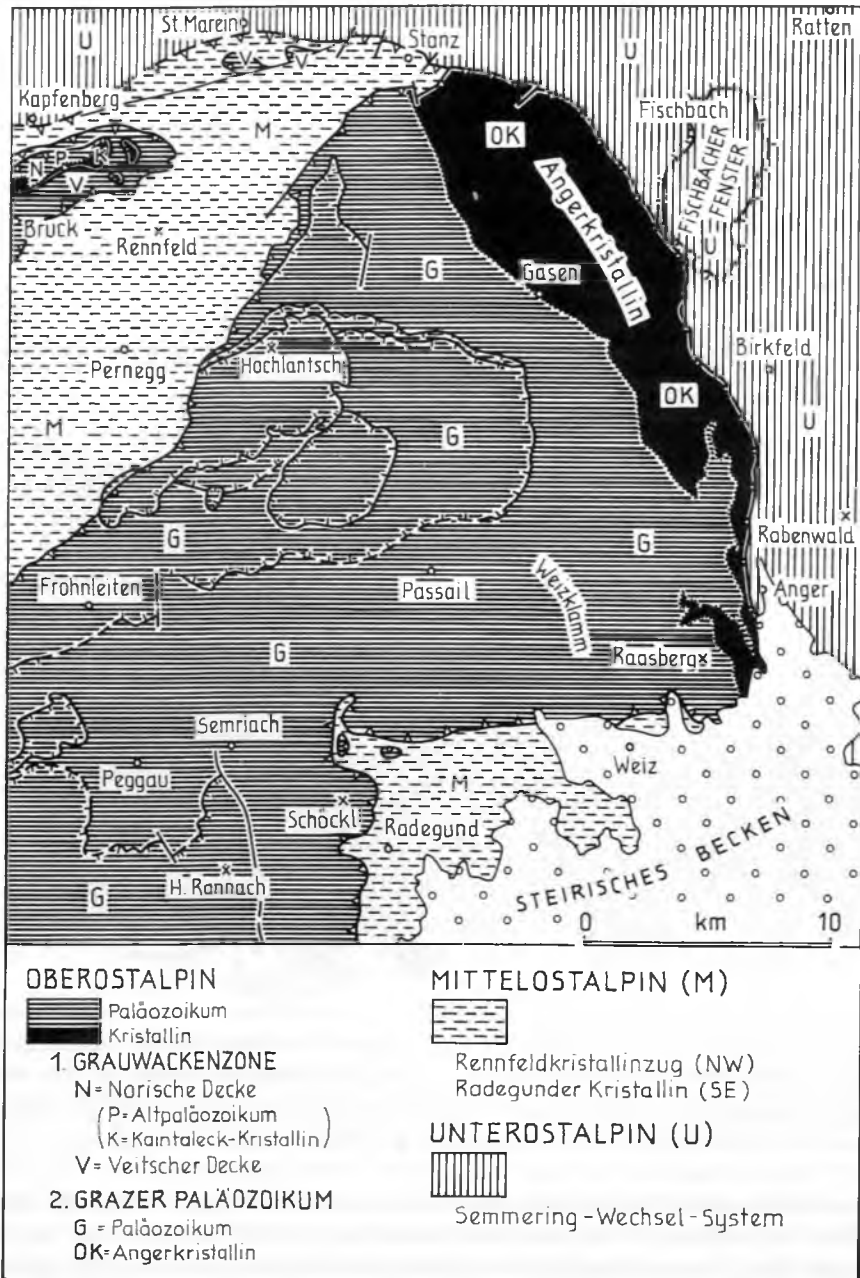 St.Marein
Ratten
U
Stanz
U
V
V
Kapfenberg
Fischbach
M
OK
N P K
V
FISCHBACHER
FENSTER
Angerkristallin
Bruck
Rennfeld
U
G
Gasen
Birkfeld
Hochlantsch
Pernegg
OK
U
M
G
G
G
Rabenwald
Frohnleiten
Passail
Weizklamm
Anger
G
Raasberg
Semriach
Weiz
Peggau
M
Schöckl
Radegund
STEIRISCHES BECKEN
H. Rannach
G
0 km 10
OBEROSTALPIN
Paläozoikum
Kristallin
1. GRAUWACKENZONE
N= Norische Decke
(P= Altpaläozoikum
K= Kaintaleck-Kristallin)
V= Veitscher Decke
2. GRAZER PALÄOZOIKUM
G = Paläozoikum
OK= Angerkristallin
MITTELOSTALPIN (M)
Rennfeldkristallinzug (NW)
Radegunder Kristallin (SE)
UNTEROSTALPIN (U)
Semmering-Wechsel-System